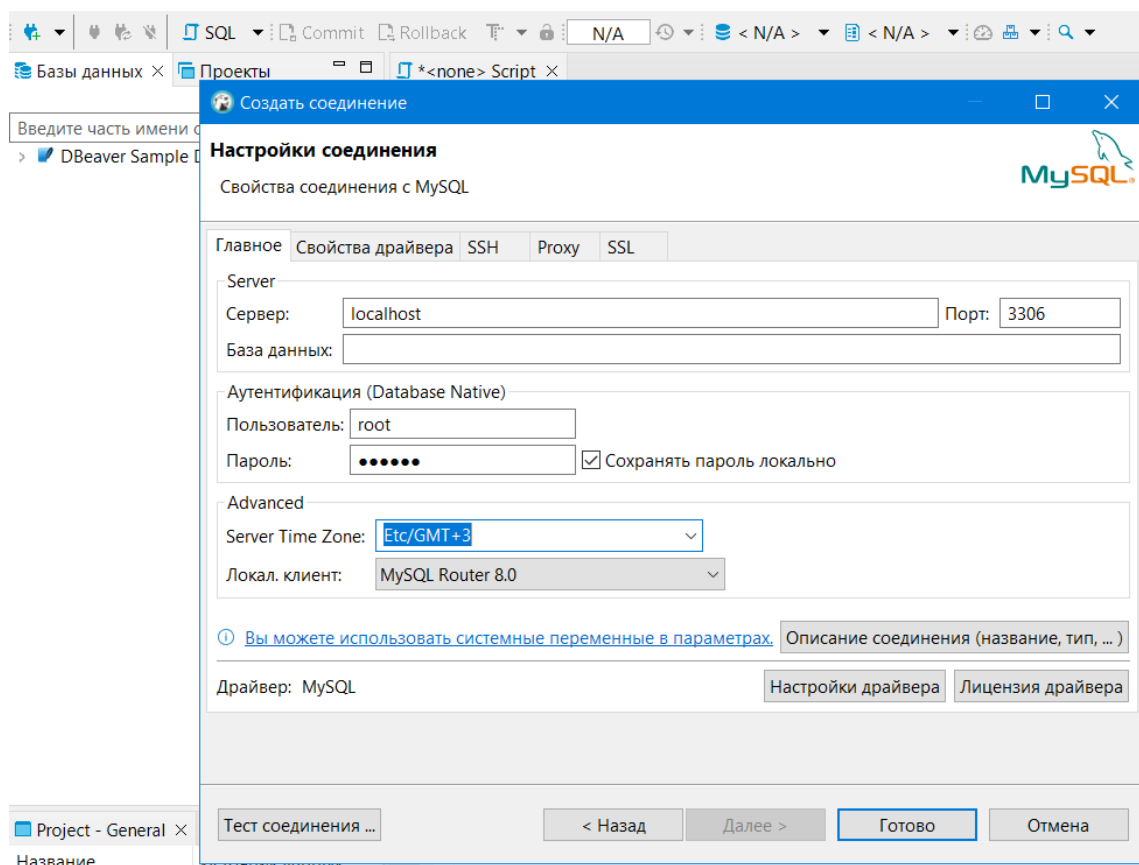 SQL Commit Rollback N/A < N/A > < N/A >
Базы данных Проекты *<none> Script
Создать соединение
Введите часть имени
DBeaver Sample
Настройки соединения
Свойства соединения с MySQL
MySQL
Главное Свойства драйвера SSH Proxy SSL
Server
Сервер: localhost Порт: 3306
База данных:
Аутентификация (Database Native)
Пользователь: root
Пароль: ●●●●●●
Сохранять пароль локально
Advanced
Server Time Zone: Etc/GMT+3
Локал. клиент: MySQL Router 8.0
Вы можете использовать системные переменные в параметрах. Описание соединения (название, тип, ... )
Драйвер: MySQL Настройки драйвера Лицензия драйвера
Тест соединения ... < Назад Далее > Готово Отмена
Project - General
Название